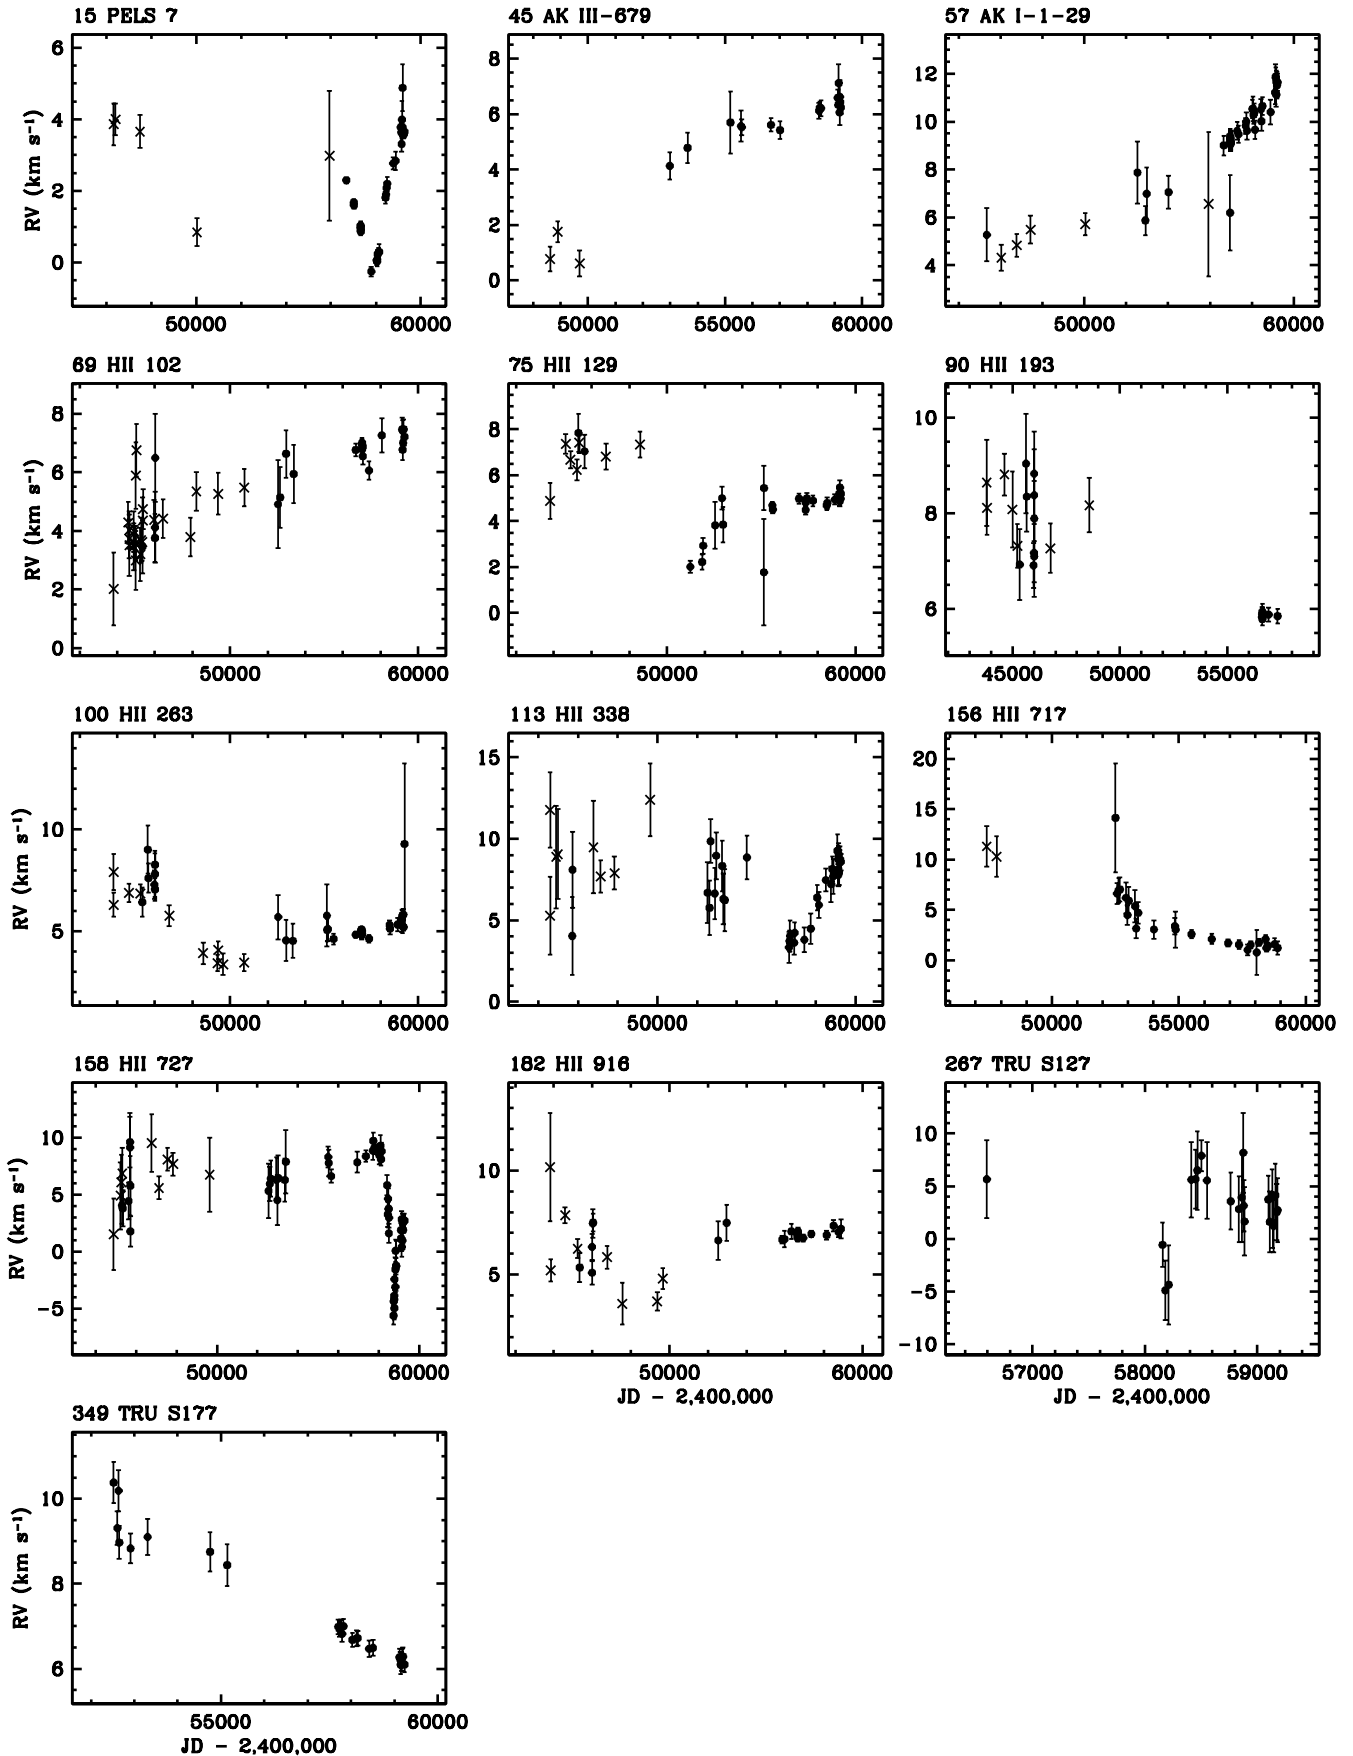 15 PELS 7
45 AK III-679
57 AK I-1-29
6
4
2
0
8
6
4
2
0
12
10
8
6
4
RV (km s⁻¹)
50000 60000
50000 55000 60000
50000 60000
69 HII 102
75 HII 129
90 HII 193
8
6
4
2
0
8
6
4
2
0
10
8
6
RV (km s⁻¹)
50000 60000
50000 60000
45000 50000 55000
100 HII 263
113 HII 338
156 HII 717
10
5
15
10
5
0
20
15
10
5
0
RV (km s⁻¹)
50000 60000
50000 60000
50000 55000 60000
158 HII 727
182 HII 916
267 TRU S127
10
5
0
-5
10
5
10
5
0
-5
-10
RV (km s⁻¹)
50000 60000
50000 60000
57000 58000 59000
JD - 2,400,000
JD - 2,400,000
349 TRU S177
10
8
6
RV (km s⁻¹)
55000 60000
JD - 2,400,000